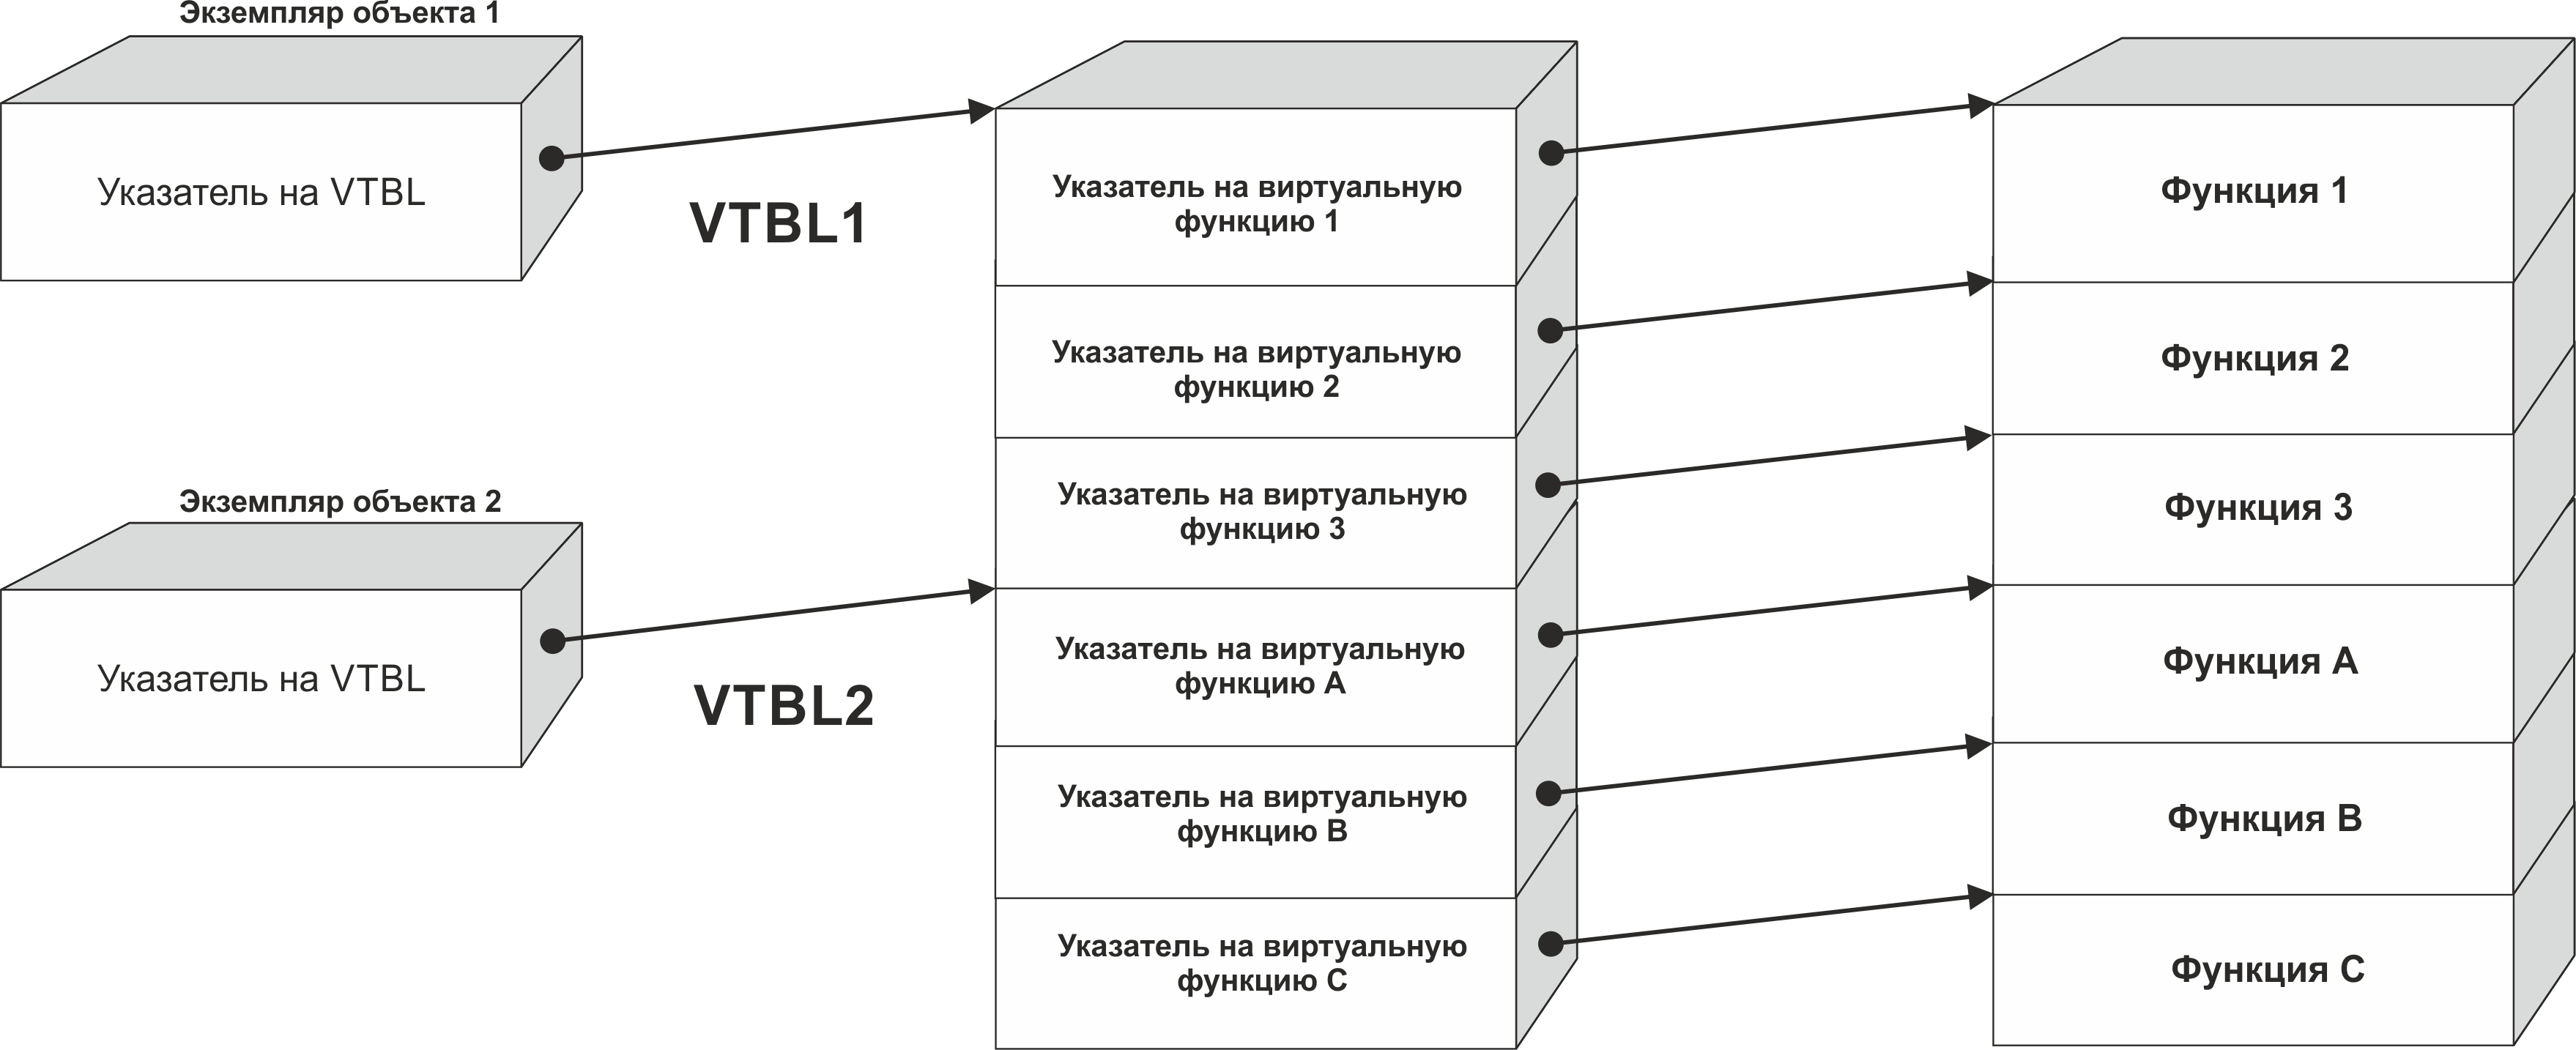 Экземпляр объекта 1
Указатель на VTBL
VTBL1
Экземпляр объекта 2
Указатель на VTBL
VTBL2
Указатель на виртуальную
функцию 1
Указатель на виртуальную
функцию 2
Указатель на виртуальную
функцию 3
Указатель на виртуальную
функцию А
Указатель на виртуальную
функцию В
Указатель на виртуальную
функцию С
Функция 1
Функция 2
Функция 3
Функция А
Функция В
Функция С